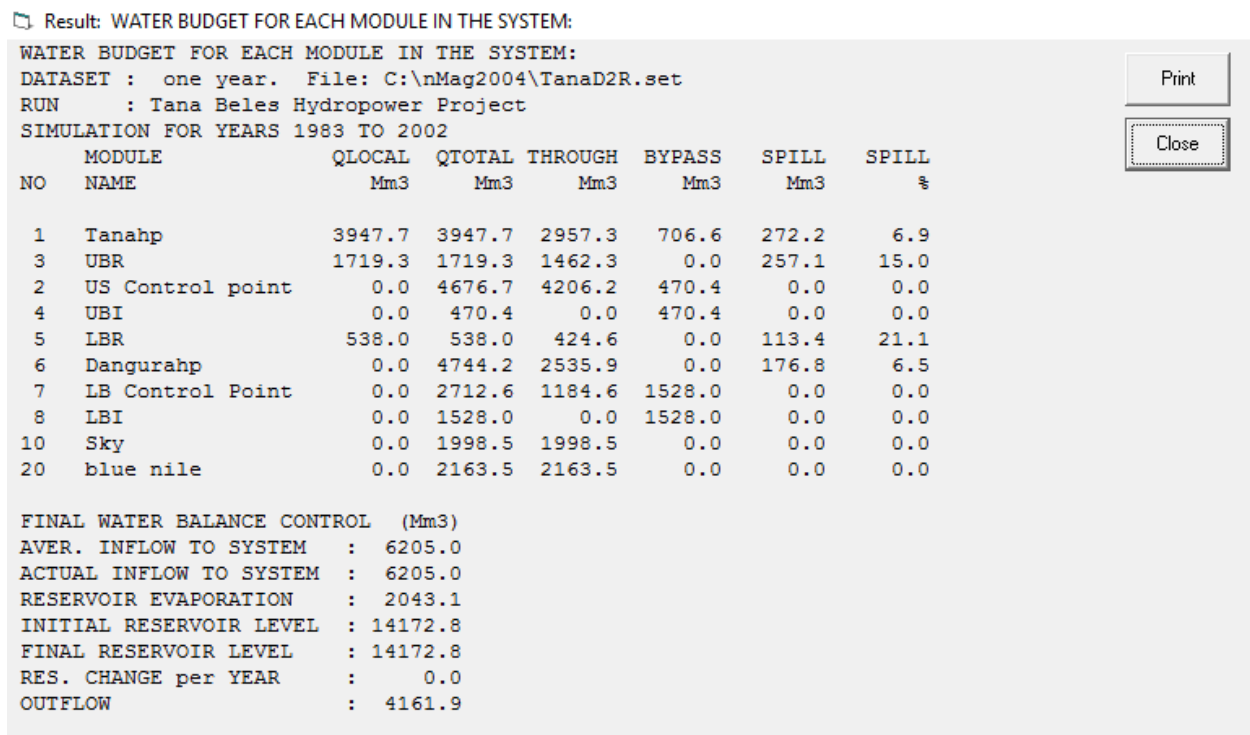 Result: WATER BUDGET FOR EACH MODULE IN THE SYSTEM:
WATER BUDGET FOR EACH MODULE IN THE SYSTEM:
DATASET :  one year.  File: C:\nMag2004\TanaD2R.set
RUN     : Tana Beles Hydropower Project
SIMULATION FOR YEARS 1983 TO 2002
MODULE QLOCAL QTOTAL THROUGH BYPASS SPILL SPILL
NO NAME Mm3 Mm3 Mm3 Mm3 Mm3 %
1 Tanahp 3947.7 3947.7 2957.3 706.6 272.2 6.9
3 UBR 1719.3 1719.3 1462.3 0.0 257.1 15.0
2 US Control point 0.0 4676.7 4206.2 470.4 0.0 0.0
4 UBI 0.0 470.4 0.0 470.4 0.0 0.0
5 LBR 538.0 538.0 424.6 0.0 113.4 21.1
6 Dangurahp 0.0 4744.2 2535.9 0.0 176.8 6.5
7 LB Control Point 0.0 2712.6 1184.6 1528.0 0.0 0.0
8 LBI 0.0 1528.0 0.0 1528.0 0.0 0.0
10 Sky 0.0 1998.5 1998.5 0.0 0.0 0.0
20 blue nile 0.0 2163.5 2163.5 0.0 0.0 0.0
FINAL WATER BALANCE CONTROL (Mm3)
AVER. INFLOW TO SYSTEM : 6205.0
ACTUAL INFLOW TO SYSTEM : 6205.0
RESERVOIR EVAPORATION : 2043.1
INITIAL RESERVOIR LEVEL : 14172.8
FINAL RESERVOIR LEVEL : 14172.8
RES. CHANGE per YEAR : 0.0
OUTFLOW : 4161.9
Print
Close